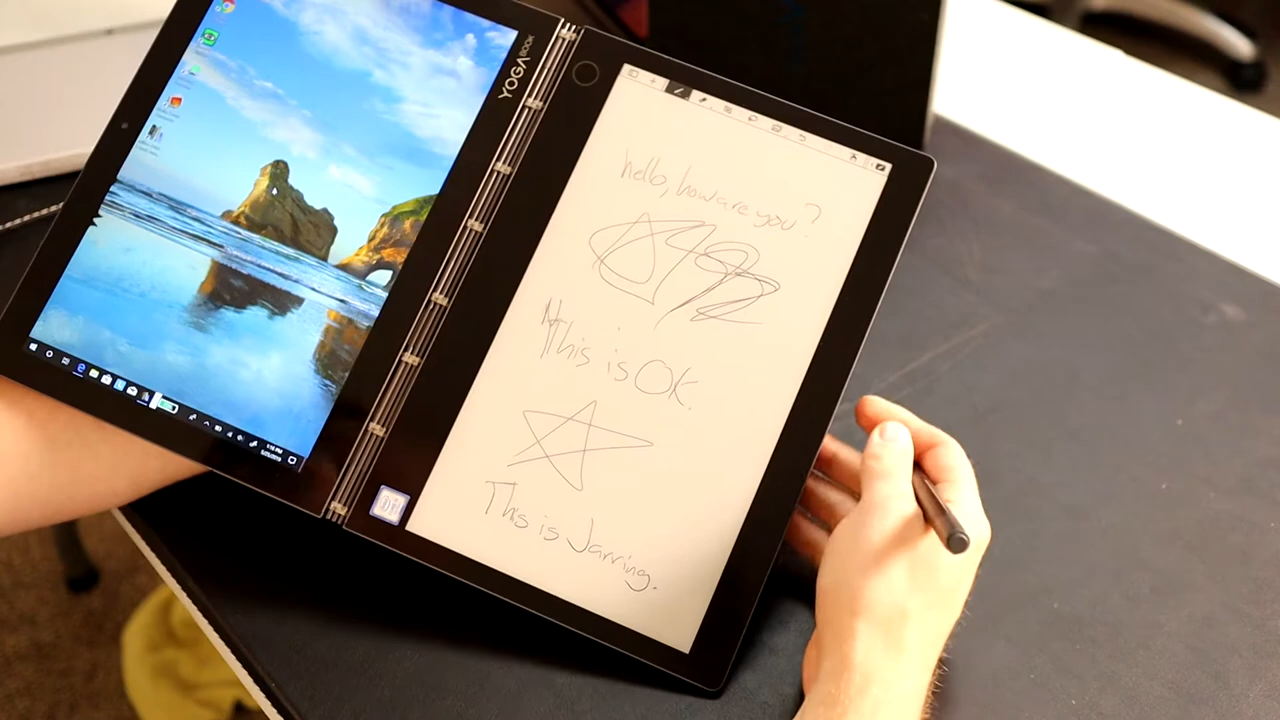 YOGA BOOK
hello, how are you?
This is Ok.
This is Jarring.